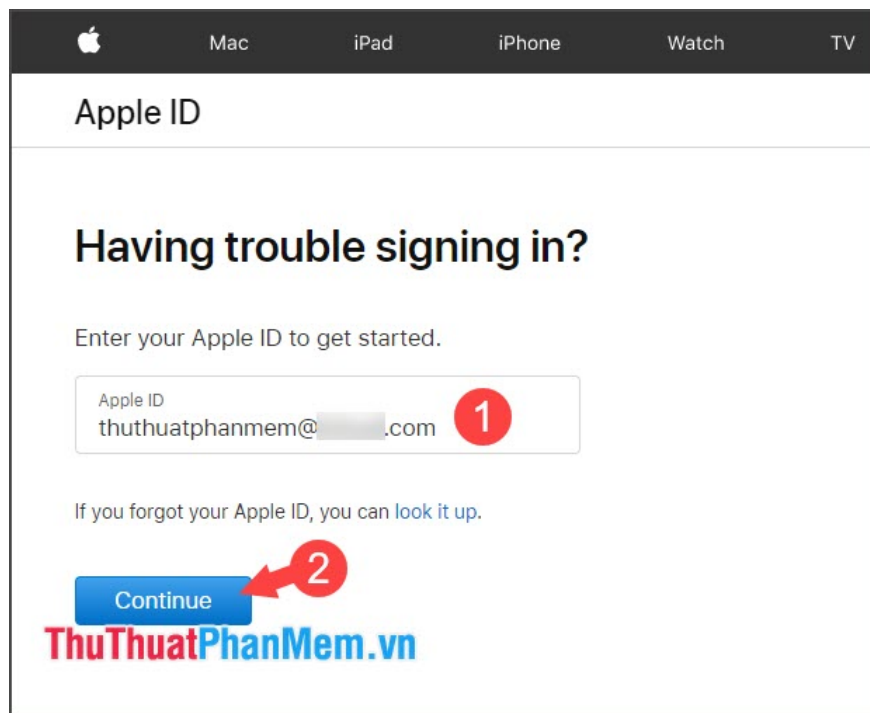 Mac iPad iPhone Watch TV
Apple ID
Having trouble signing in?
Enter your Apple ID to get started.
Apple ID
thuthuatphanmem@ .com
1
If you forgot your Apple ID, you can look it up.
2
Continue
ThuThuatPhanMem.vn